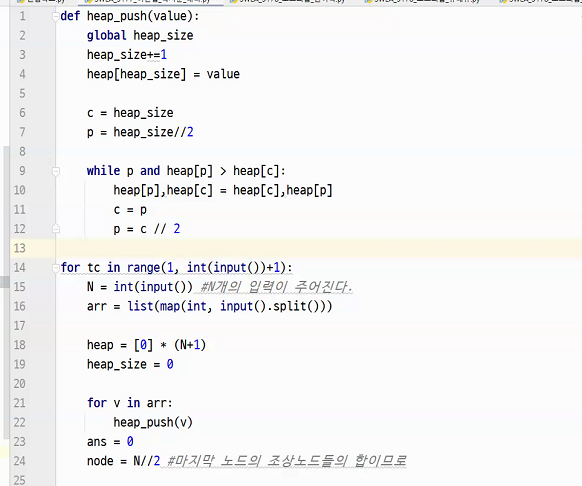 def heap_push(value):
global heap_size
heap_size+=1
heap[heap_size] = value
c = heap_size
p = heap_size//2
while p and heap[p] > heap[c]:
heap[p],heap[c] = heap[c],heap[p]
c = p
p = c // 2
for tc in range(1, int(input())+1):
N = int(input()) #N개의 입력이 주어진다.
arr = list(map(int, input().split()))
heap = [0] * (N+1)
heap_size = 0
for v in arr:
heap_push(v)
ans = 0
node = N//2 #마지막 노드의 조상노드들의 합이므로
1
2
3
4
5
6
7
8
9
10
11
12
13
14
15
16
17
18
19
20
21
22
23
24
25